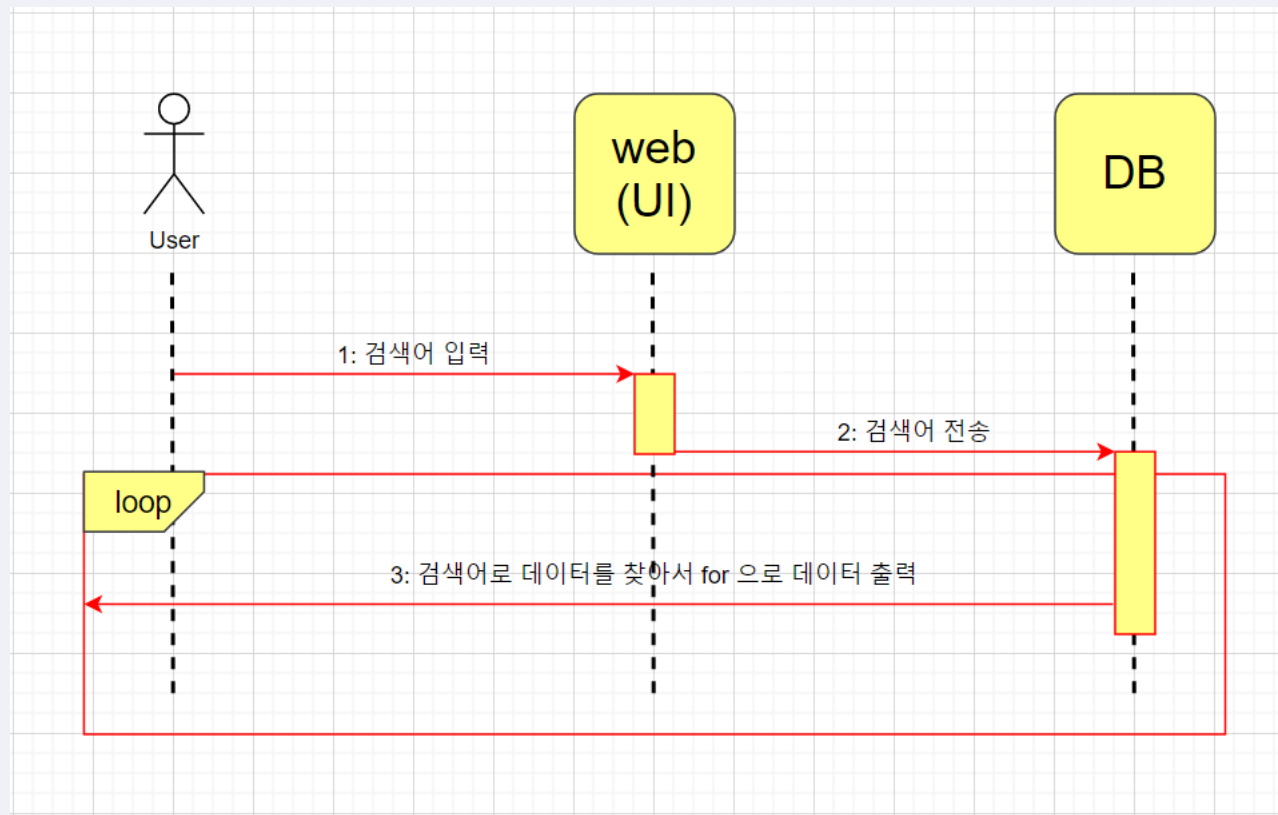 User
web
(UI)
DB
1: 검색어 입력
2: 검색어 전송
loop
3: 검색어로 데이터를 찾아서 for 으로 데이터 출력